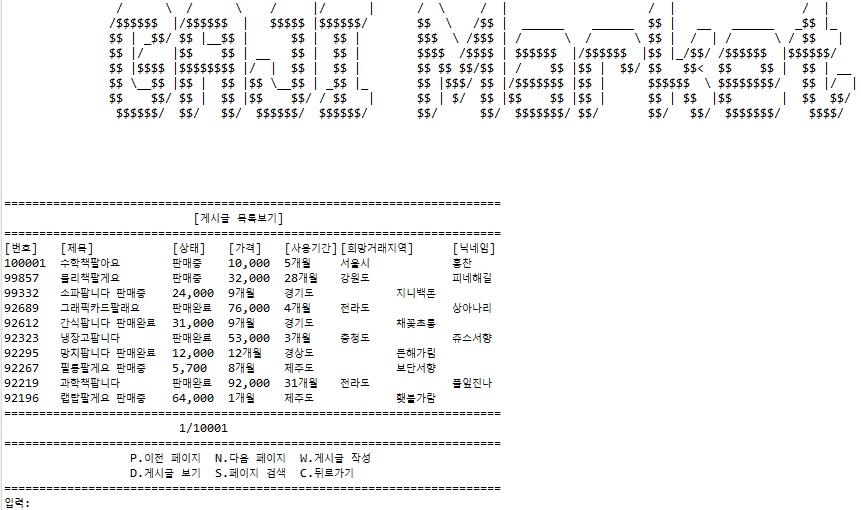 GAJI Market
[게시글 목록보기]
[번호] [제목] [상태] [가격] [사용기간] [희망거래지역] [닉네임]
100001 수학책팔아요 판매중 10,000 5개월 서울시 홍찬
99857 물리책팔게요 판매중 32,000 28개월 강원도 피네해길
99332 소파팝니다 판매중 24,000 9개월 경기도 지니백돈
92689 그래픽카드팔래요 판매완료 76,000 4개월 전라도 상아나리
92612 간식팝니다 판매완료 31,000 9개월 경기도 채꽃초롱
92323 냉장고팝니다 판매완료 53,000 3개월 충청도 쥬스서향
92295 망치팝니다 판매완료 12,000 12개월 경상도 든해가림
92267 필통팔게요 판매중 5,700 8개월 제주도 보단서향
92219 과학책팝니다 판매완료 92,000 31개월 전라도 풀잎진나
92196 랩탑팔게요 판매중 64,000 1개월 제주도 횃불가람
1/10001
P.이전 페이지 N.다음 페이지 W.게시글 작성
D.게시글 보기 S.페이지 검색 C.뒤로가기
입력: